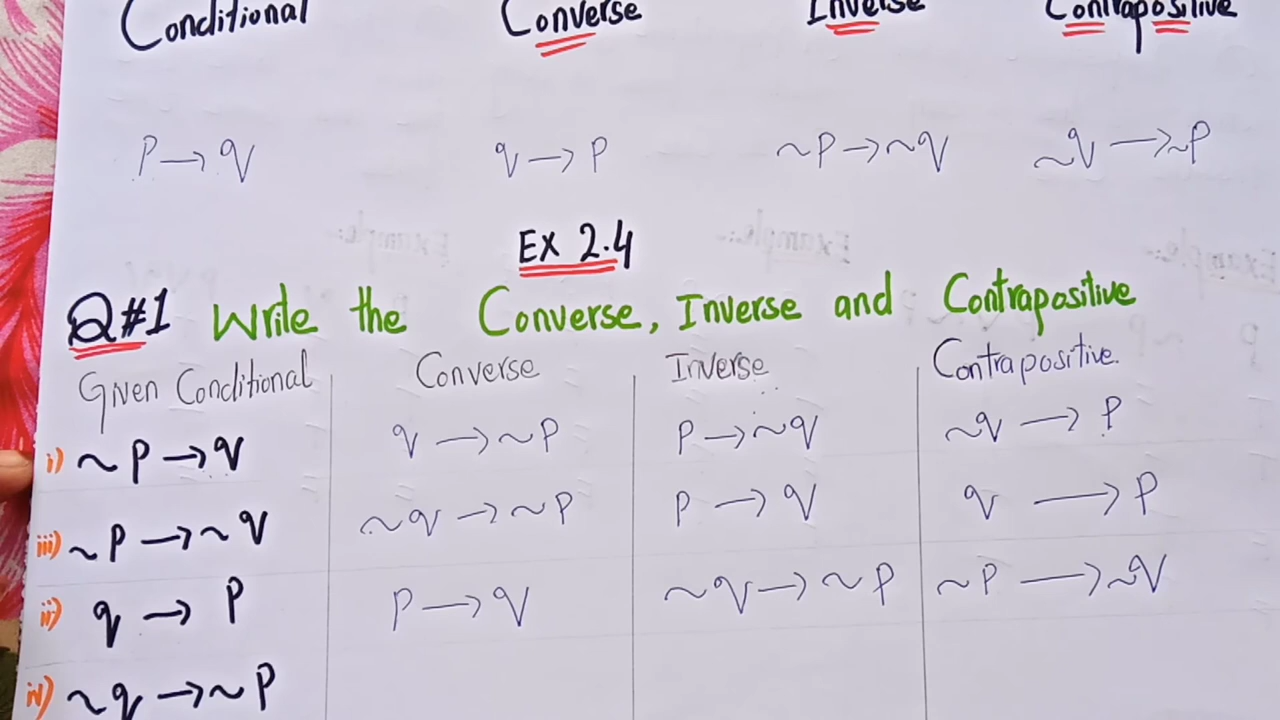 Conditional Converse Inverse Contrapositive
P → q q → P ~P → ~q ~q → ~P
Ex 2.4
Q#1 Write the Converse, Inverse and Contrapositive
Given Conditional Converse Inverse Contrapositive
i) ~P → q q → ~P P → ~q ~q → P
iii) ~P → ~q ~q → ~P P → q q → P
ii) q → P P → q ~q → ~P ~P → ~q
iv) ~q → ~P